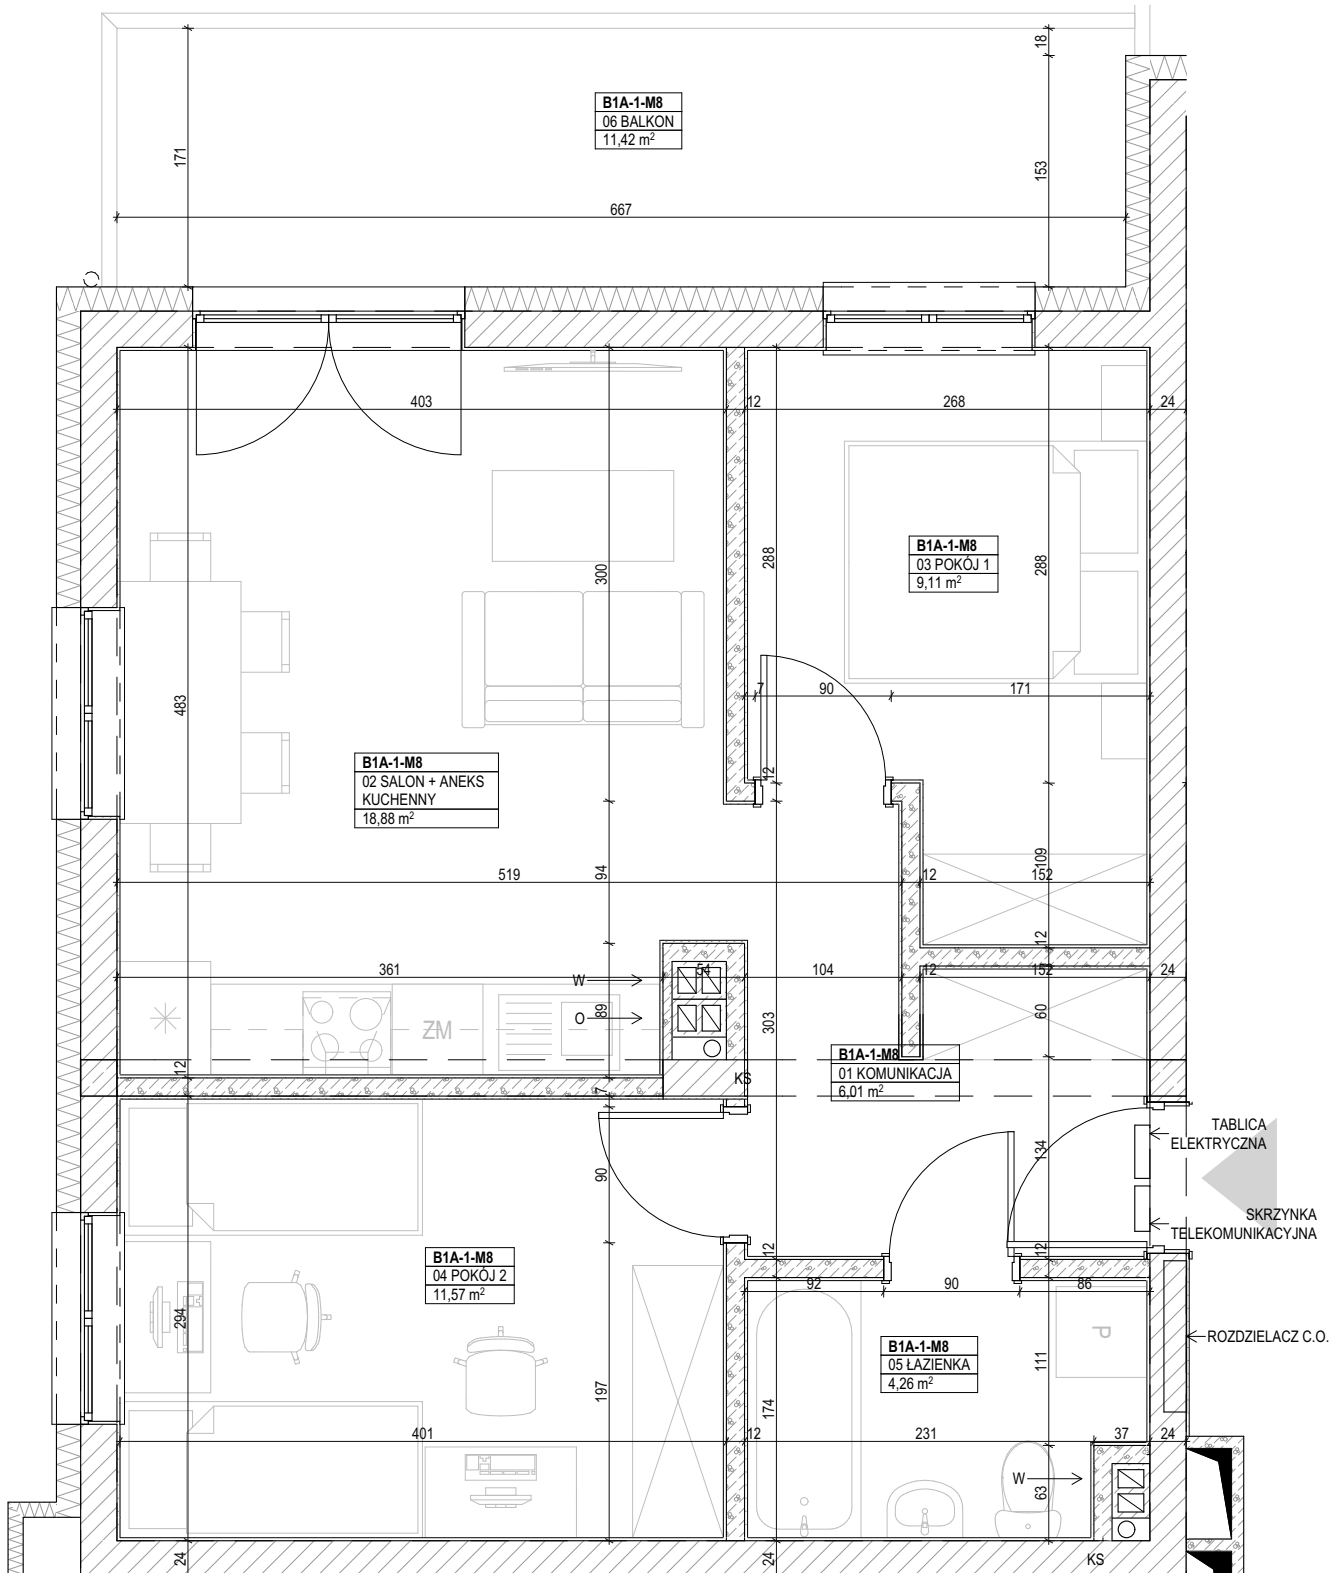 18
B1A-1-M8
06 BALKON
11,42 m²
171
153
667
403
12
268
24
288
300
288
B1A-1-M8
03 POKÓJ 1
9,11 m²
483
7
90
171
B1A-1-M8
02 SALON + ANEKS
KUCHENNY
18,88 m²
12
94
109
519
12
152
12
361
54
104
12
152
24
W
O
89
ZM
303
60
B1A-1-M8
01 KOMUNIKACJA
6,01 m²
12
7
KS
TABLICA
ELEKTRYCZNA
134
90
SKRZYNKA
TELEKOMUNIKACYJNA
12
12
B1A-1-M8
04 POKÓJ 2
11,57 m²
92
90
86
294
P
ROZDZIELACZ C.O.
B1A-1-M8
05 ŁAZIENKA
4,26 m²
111
197
174
401
12
231
37
24
W
63
24
24
KS